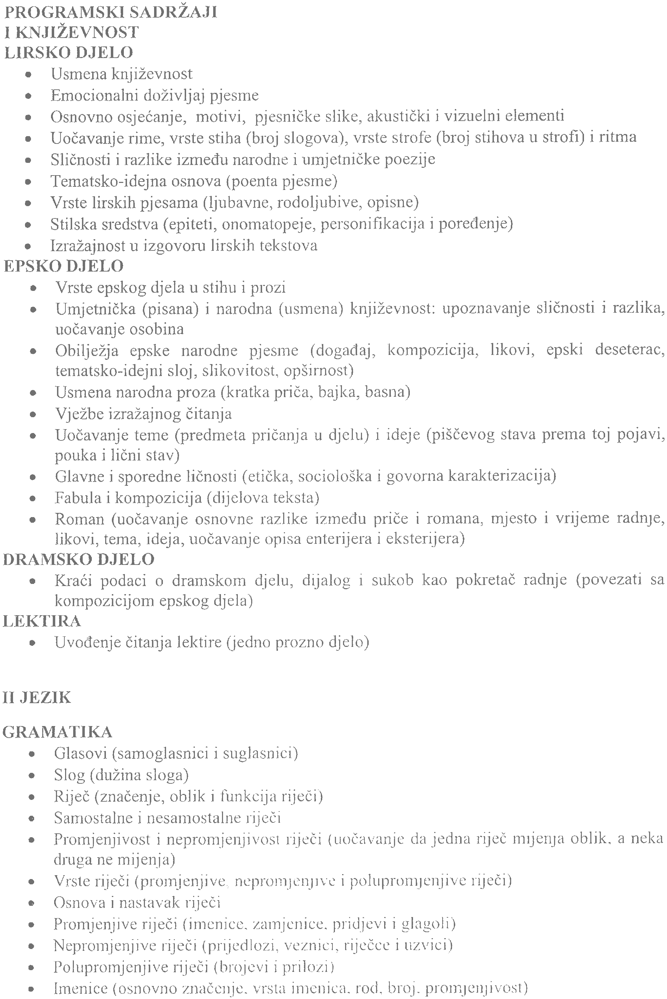 PROGRAMSKI SADRŽAJI
I KNJIŽEVNOST
LIRSKO DJELO
• Usmena književnost
• Emocionalni doživljaj pjesme
• Osnovno osjećanje, motivi, pjesničke slike, akustički i vizuelni elementi
• Uočavanje rime, vrste stiha (broj slogova), vrste strofe (broj stihova u strofi) i ritma
• Sličnosti i razlike između narodne i umjetničke poezije
• Tematsko-idejna osnova (poenta pjesme)
• Vrste lirskih pjesama (ljubavne, rodoljubive, opisne)
• Stilska sredstva (epiteti, onomatopeje, personifikacija i poređenje)
• Izražajnost u izgovoru lirskih tekstova
EPSKO DJELO
• Vrste epskog djela u stihu i prozi
• Umjetnička (pisana) i narodna (usmena) književnost: upoznavanje sličnosti i razlika,
uočavanje osobina
• Obilježja epske narodne pjesme (događaj, kompozicija, likovi, epski deseterac,
tematsko-idejni sloj, slikovitost, opširnost)
• Usmena narodna proza (kratka priča, bajka, basna)
• Vježbe izražajnog čitanja
• Uočavanje teme (predmeta pričanja u djelu) i ideje (piščevog stava prema toj pojavi,
pouka i lični stav)
• Glavne i sporedne ličnosti (etička, sociološka i govorna karakterizacija)
• Fabula i kompozicija (dijelova teksta)
• Roman (uočavanje osnovne razlike između priče i romana, mjesto i vrijeme radnje,
likovi, tema, ideja, uočavanje opisa enterijera i eksterijera)
DRAMSKO DJELO
• Kraći podaci o dramskom djelu, dijalog i sukob kao pokretač radnje (povezati sa
kompozicijom epskog djela)
LEKTIRA
• Uvođenje čitanja lektire (jedno prozno djelo)
II JEZIK
GRAMATIKA
• Glasovi (samoglasnici i suglasnici)
• Slog (dužina sloga)
• Riječ (značenje, oblik i funkcija riječi)
• Samostalne i nesamostalne riječi
• Promjenjivost i nepromjenjivost riječi (uočavanje da jedna riječ mijenja oblik, a neka
druga ne mijenja)
• Vrste riječi (promjenjive, nepromjenjive i polupromjenjive riječi)
• Osnova i nastavak riječi
• Promjenjive riječi (imenice, zamjenice, pridjevi i glagoli)
• Nepromjenjive riječi (prijedlozi, veznici, riječce i uzvici)
• Polupromjenjive riječi (brojevi i prilozi)
• Imenice (osnovno značenje, vrsta imenica, rod, broj, promjenjivost)